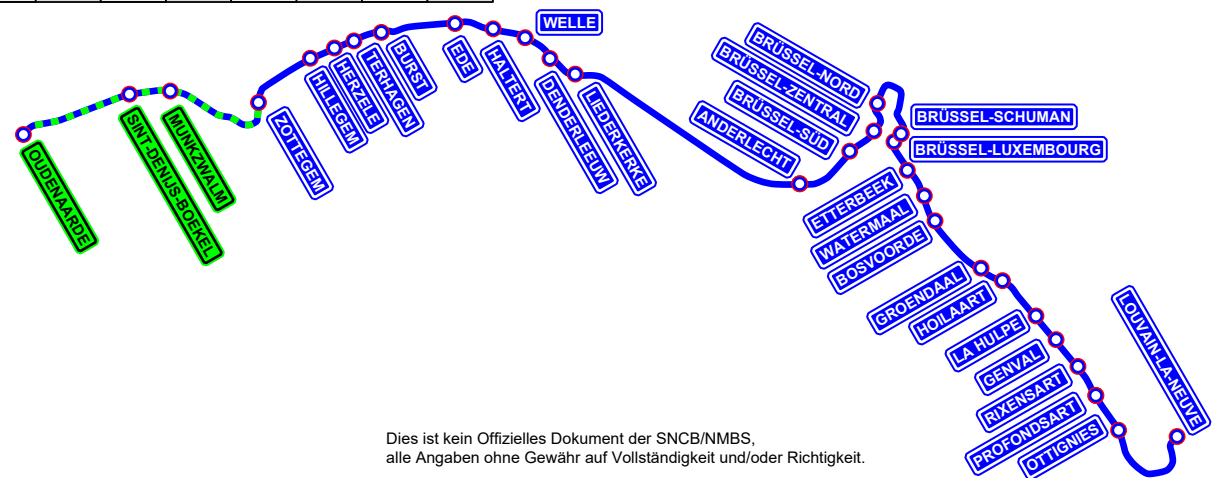 OUDENAARDE
SINT-DENIJS-BOEKEL
MUNKZWALM
ZOTTEGEM
HILLEGEM
HERZELE
TERHAGEN
BURST
EDE
HALTERT
WELLE
DENDERLEEUW
LIEDERKERKE
ANDERLECHT
BRÜSSEL-SÜD
BRÜSSEL-ZENTRAL
BRÜSSEL-NORD
BRÜSSEL-SCHUMAN
BRÜSSEL-LUXEMBOURG
ETTERBEEK
WATERMAAL
BOSVOORDE
GROENDAAL
HOILAART
LA HULPE
GENVAL
RIXENSART
PROFONDSART
OTTIGNIES
LOUVAIN-LA-NEUVE
Dies ist kein Offizielles Dokument der SNCB/NMBS,
alle Angaben ohne Gewähr auf Vollständigkeit und/oder Richtigkeit.